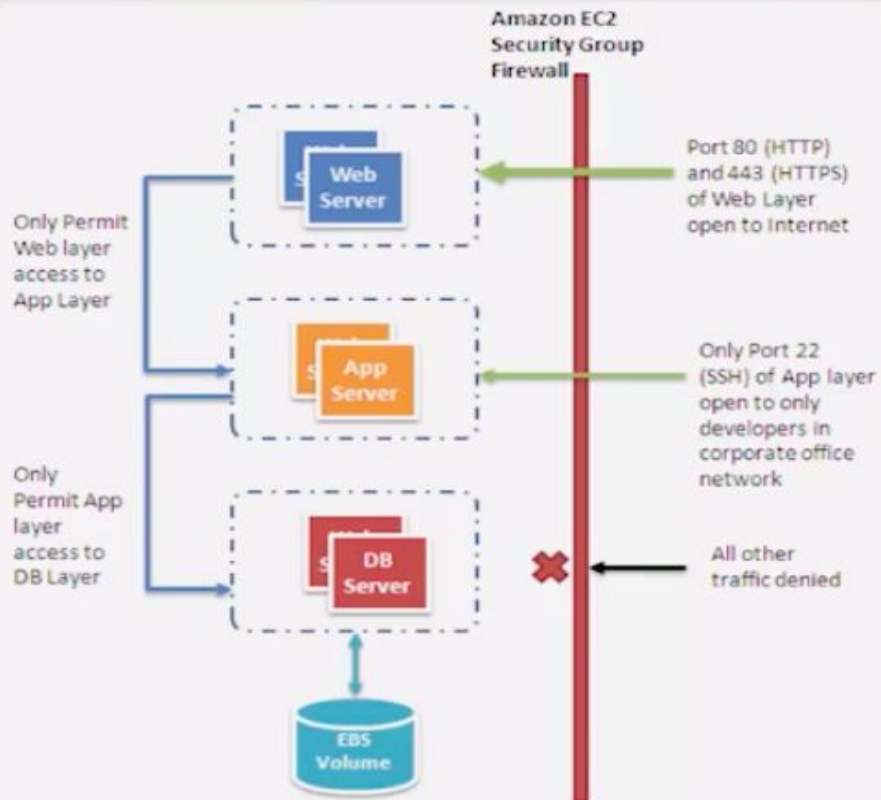 Amazon EC2
Security Group
Firewall
Web
Server
Port 80 (HTTP)
and 443 (HTTPS)
of Web Layer
open to Internet
Only Permit
Web layer
access to
App Layer
App
Server
Only Port 22
(SSH) of App layer
open to only
developers in
corporate office
network
Only
Permit App
layer
access to
DB Layer
DB
Server
All other
traffic denied
EBS
Volume